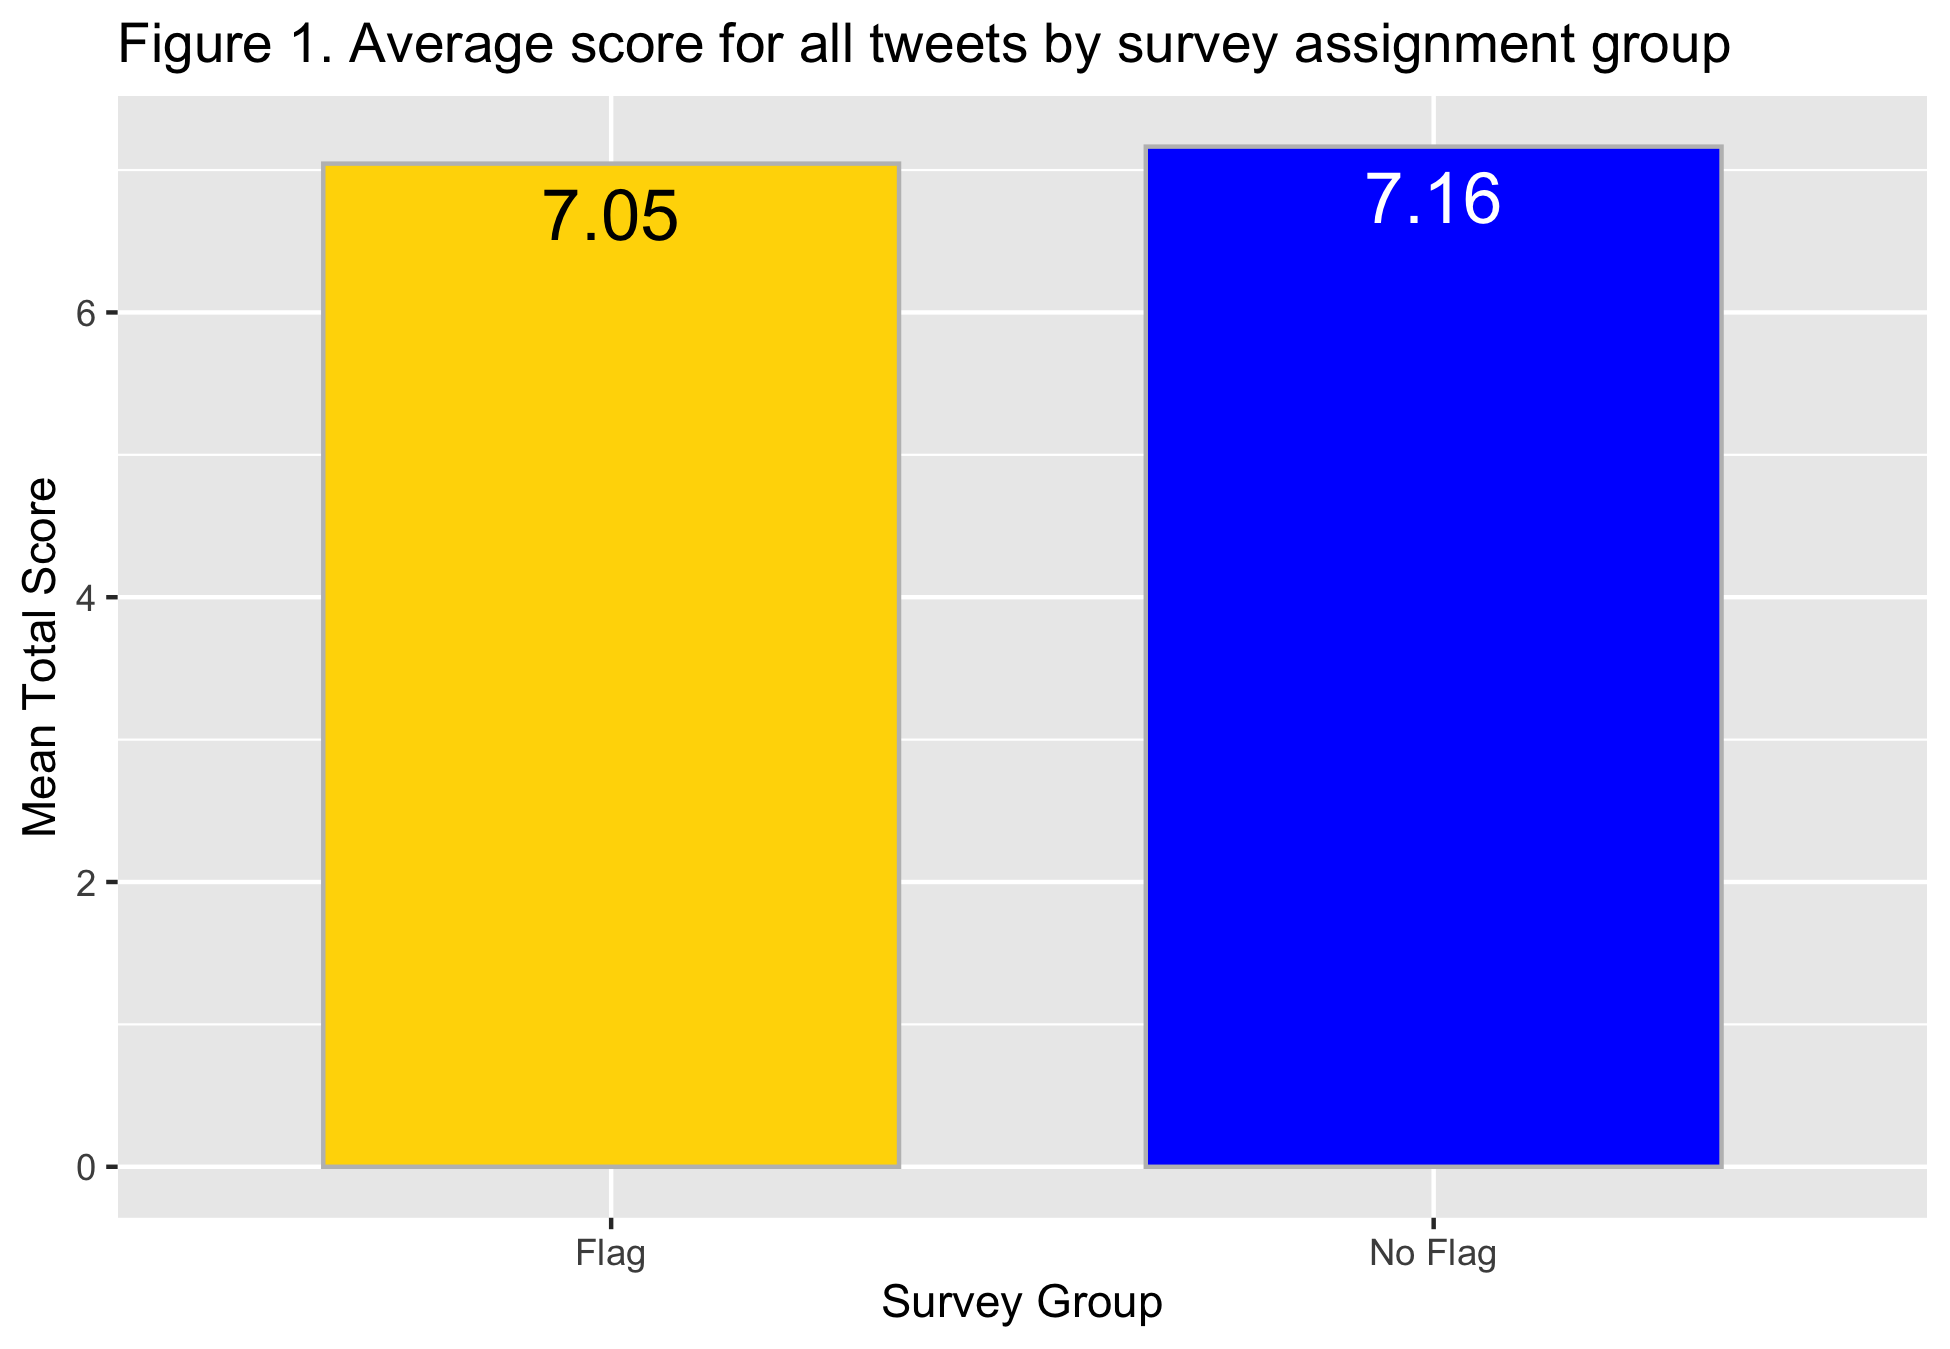 Figure 1. Average score for all tweets by survey assignment group
7.05
7.16
6
4
2
0
Mean Total Score
Flag
No Flag
Survey Group